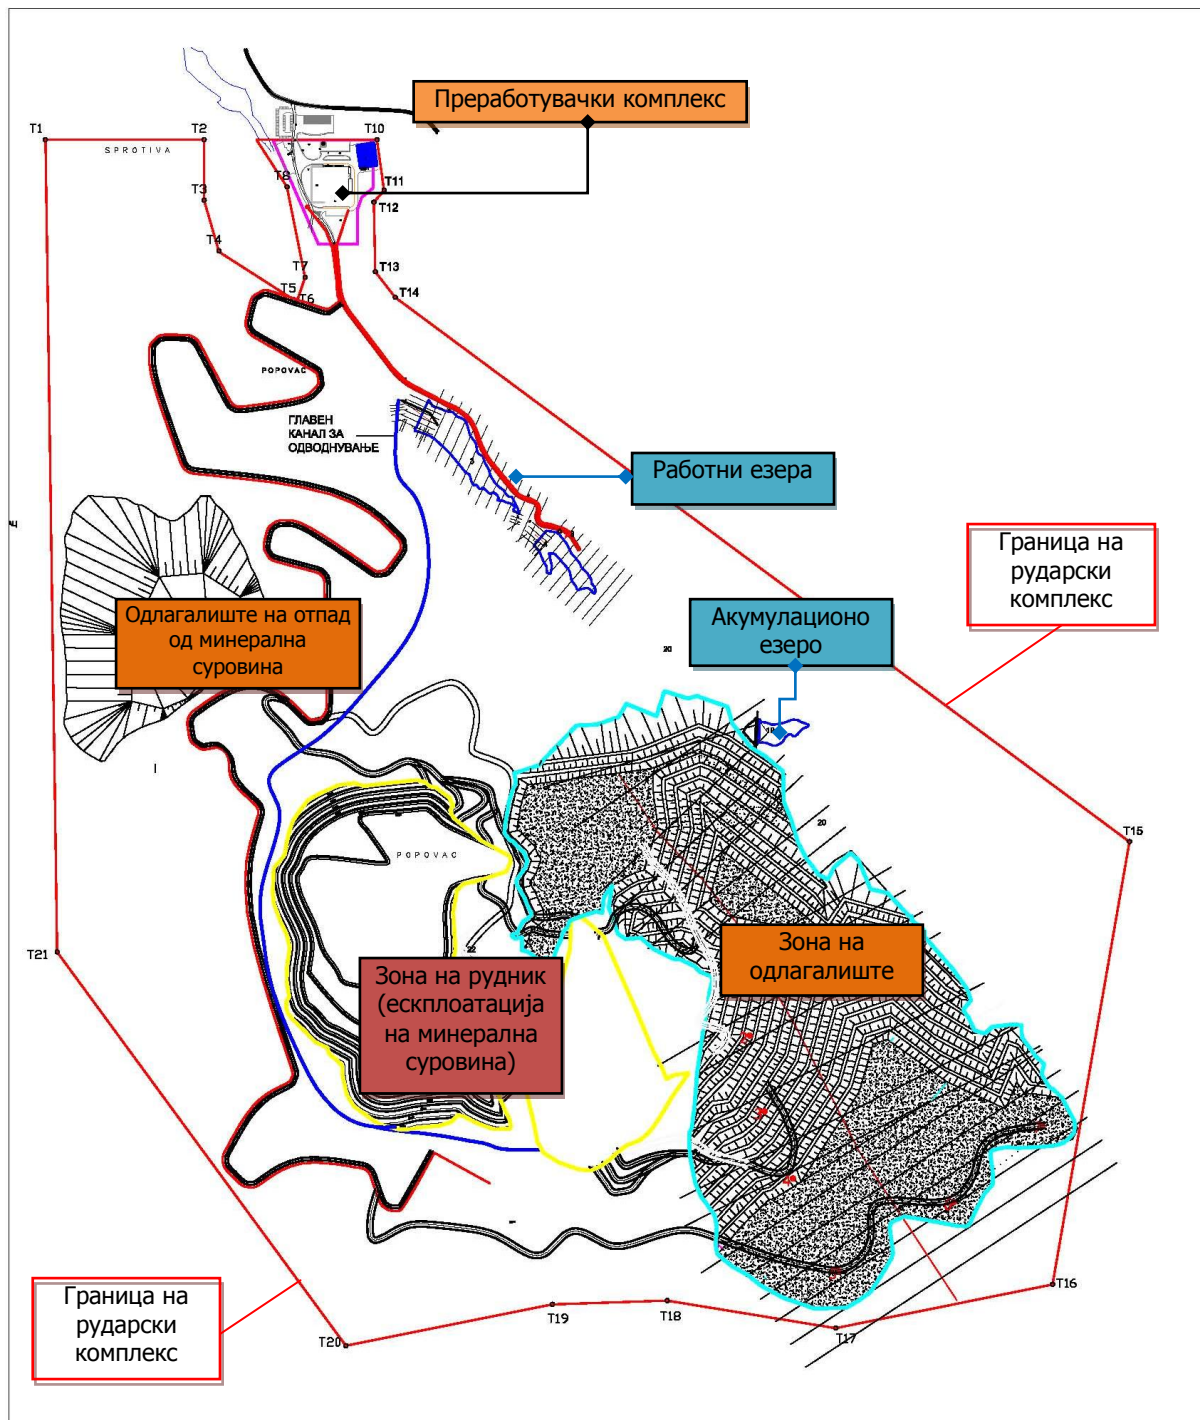 Преработувачки комплекс
T1
T2
T10
SPROTIVA
T8
T11
T3
T12
T4
T7
T13
T5
T6
T14
POPOVAC
ГЛАВЕН
КАНАЛ ЗА
ОДВОДНУВАЊЕ
3
Работни езера
Граница на
рударски
комплекс
Одлагалиште на отпад
од минерална
суровина
Акумулационо
езеро
20
20
T15
POPOVAC
22
T21
Зона на
одлагалиште
Зона на рудник
(ескплоатација
на минерална
суровина)
T16
Граница на
рударски
комплекс
T19
T18
T17
T20